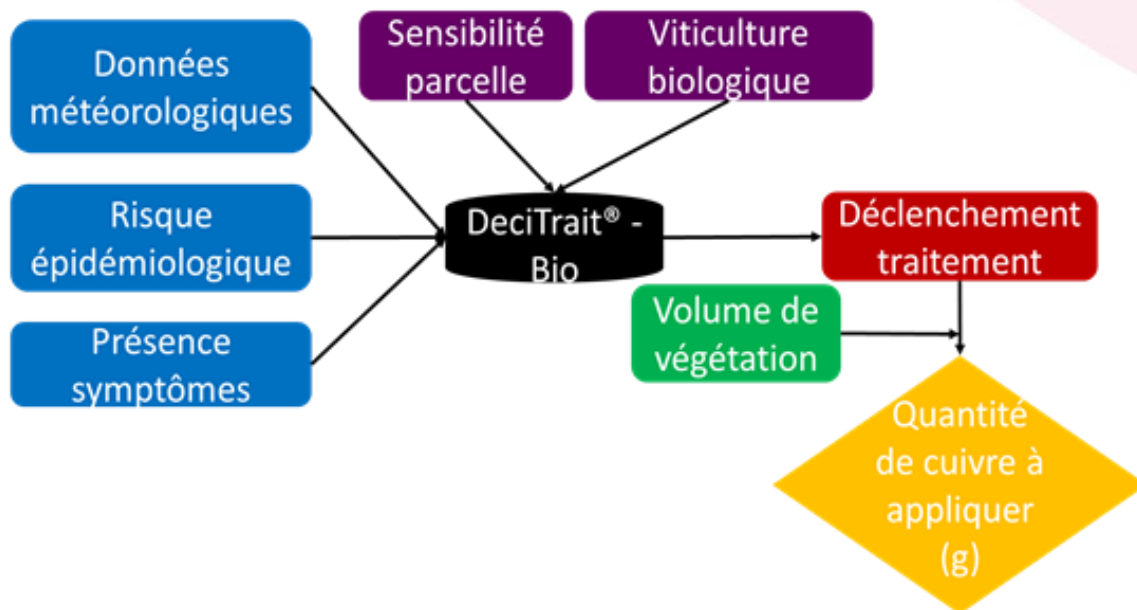 Données
météorologiques
Sensibilité
parcelle
Viticulture
biologique
Risque
épidémiologique
DeciTrait® -
Bio
Déclenchement
traitement
Présence
symptômes
Volume de
végétation
Quantité
de cuivre à
appliquer
(g)